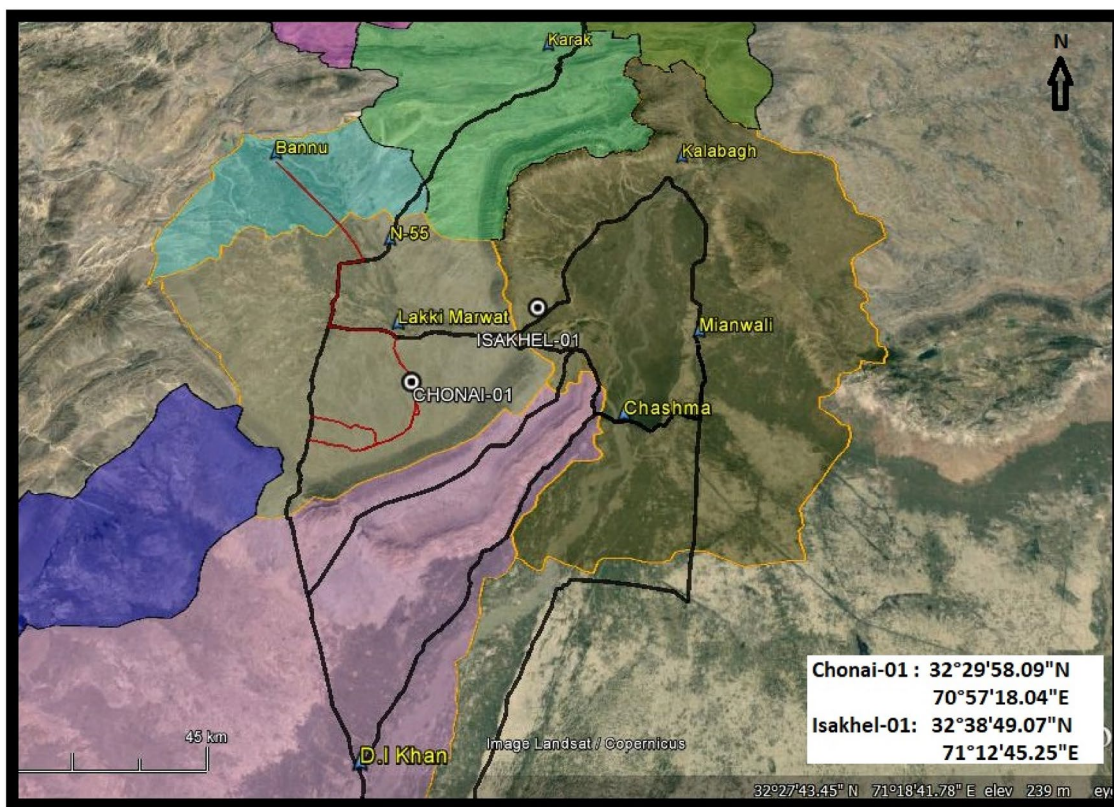 N
Karak
Bannu
Kalabagh
N-55
Lakki Marwat
Mianwali
ISAKHEL-01
CHONAI-01
Chashma
Chonai-01 : 32°29'58.09"N
70°57'18.04"E
Isakhel-01: 32°38'49.07"N
71°12'45.25"E
45 km
Image Landsat / Copernicus
D.I Khan
32°27'43.45" N 71°18'41.78" E elev 239 m